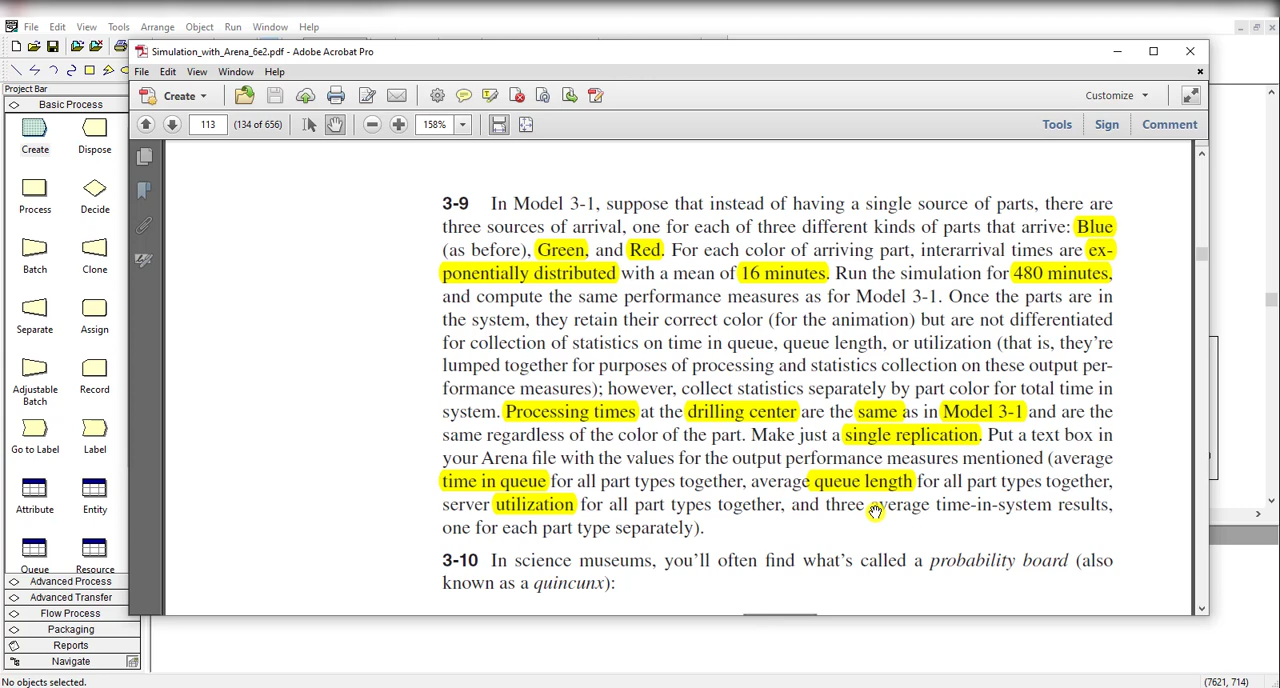 File Edit View Tools Arrange Object Run Window Help
Simulation_with_Arena_6e2.pdf - Adobe Acrobat Pro
Project Bar
File Edit View Window Help
Basic Process
Create
Customize
113 (134 of 656) 158%
Tools Sign Comment
Create Dispose
Process Decide
Batch Clone
Separate Assign
Adjustable Batch Record
Go to Label Label
Attribute Entity
Queue Resource
Advanced Process
Advanced Transfer
Flow Process
Packaging
Reports
Navigate
3-9 In Model 3-1, suppose that instead of having a single source of parts, there are
three sources of arrival, one for each of three different kinds of parts that arrive: Blue
(as before), Green, and Red. For each color of arriving part, interarrival times are ex-
ponentially distributed with a mean of 16 minutes. Run the simulation for 480 minutes,
and compute the same performance measures as for Model 3-1. Once the parts are in
the system, they retain their correct color (for the animation) but are not differentiated
for collection of statistics on time in queue, queue length, or utilization (that is, they're
lumped together for purposes of processing and statistics collection on these output per-
formance measures); however, collect statistics separately by part color for total time in
system. Processing times at the drilling center are the same as in Model 3-1 and are the
same regardless of the color of the part. Make just a single replication. Put a text box in
your Arena file with the values for the output performance measures mentioned (average
time in queue for all part types together, average queue length for all part types together,
server utilization for all part types together, and three average time-in-system results,
one for each part type separately).
3-10 In science museums, you'll often find what's called a probability board (also
known as a quincunx):
No objects selected.
(7621, 714)